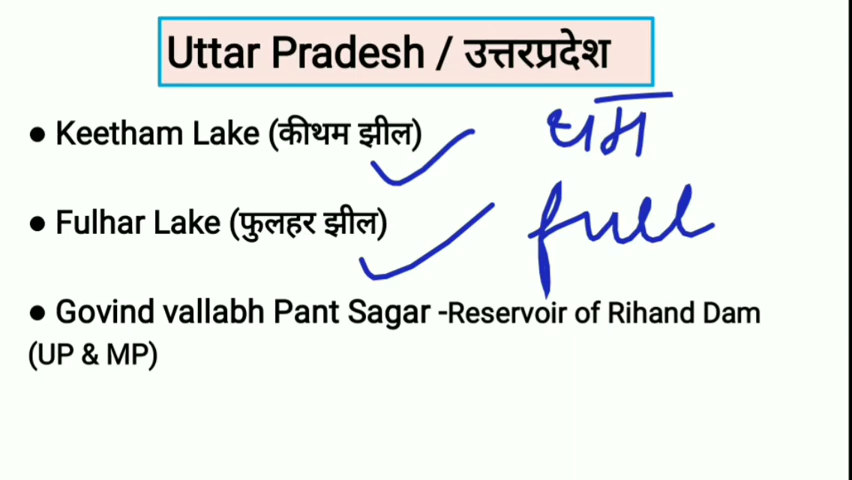 Uttar Pradesh / उत्तरप्रदेश
● Keetham Lake (कीथम झील)
थम
● Fulhar Lake (फुलहर झील)
full
● Govind vallabh Pant Sagar -Reservoir of Rihand Dam
(UP & MP)